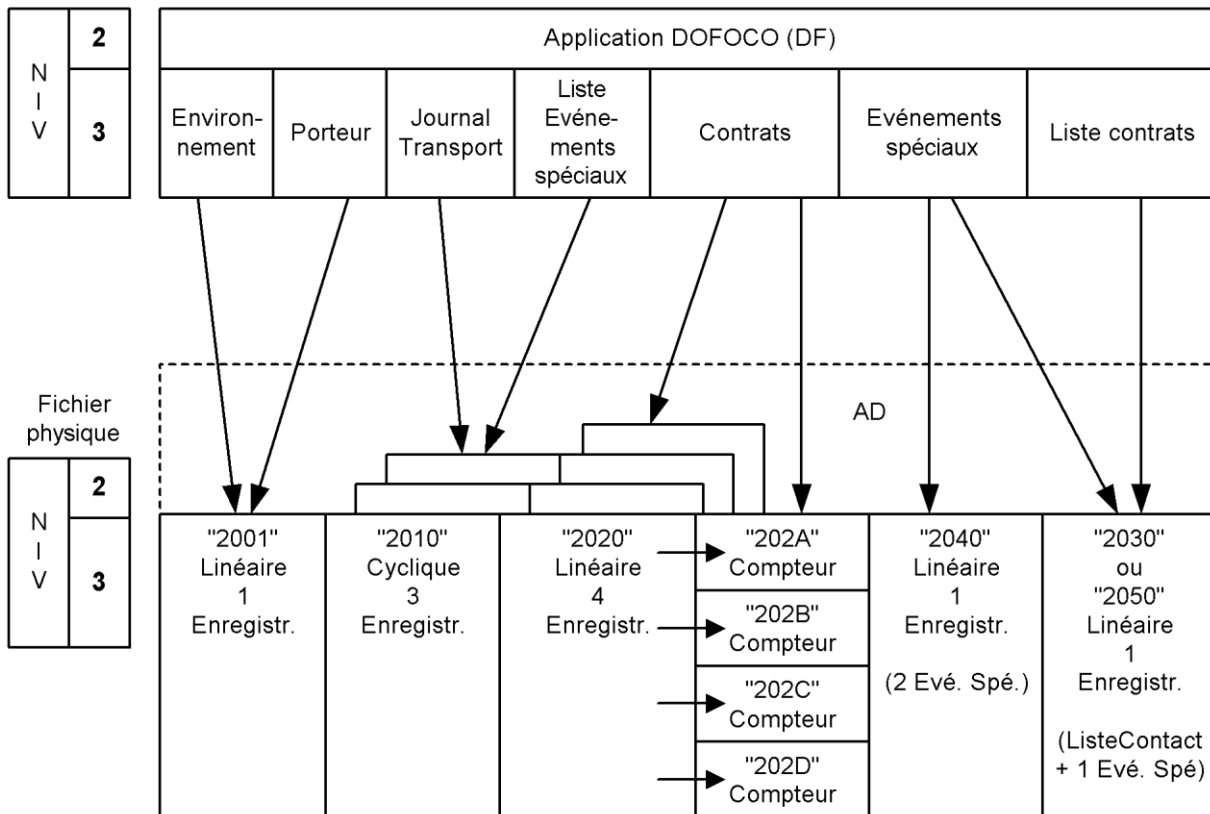 N
I
V
2
3
Application DOFOCO (DF)
Environ-
nement
Porteur
Journal
Transport
Liste
Evéne-
ments
spéciaux
Contrats
Evénements
spéciaux
Liste contrats
AD
Fichier
physique
N
I
V
2
3
"2001"
Linéaire
1
Enregistr.
"2010"
Cyclique
3
Enregistr.
"2020"
Linéaire
4
Enregistr.
"202A"
Compteur
"202B"
Compteur
"202C"
Compteur
"202D"
Compteur
"2040"
Linéaire
1
Enregistr.
(2 Evé. Spé.)
"2030"
ou
"2050"
Linéaire
1
Enregistr.
(ListeContact
+ 1 Evé. Spé)